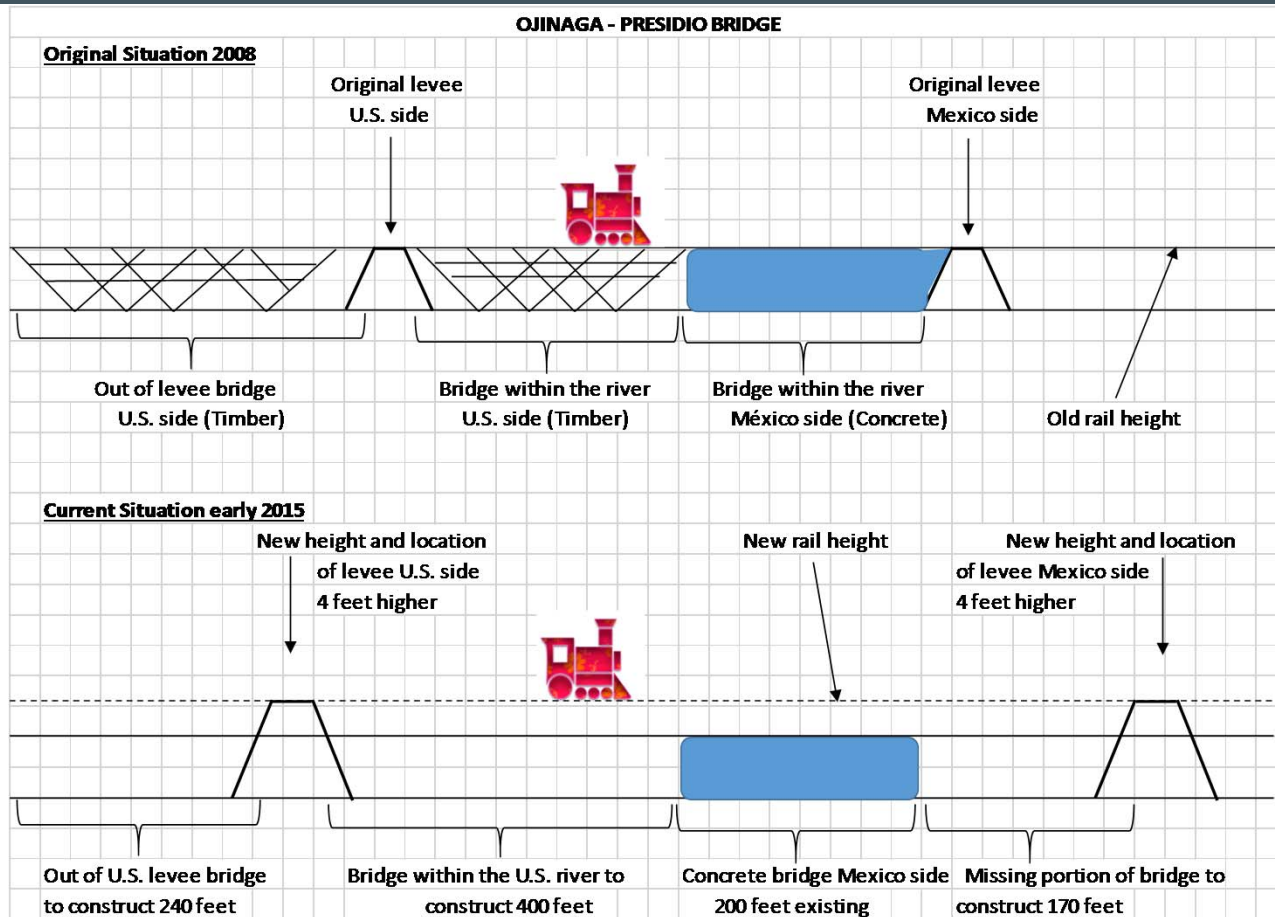 OJINAGA - PRESIDIO BRIDGE
Original Situation 2008
Original levee
U.S. side
Original levee
Mexico side
Out of levee bridge
U.S. side (Timber)
Bridge within the river
U.S. side (Timber)
Bridge within the river
México side (Concrete)
Old rail height
Current Situation early 2015
New height and location
of levee U.S. side
4 feet higher
New rail height
New height and location
of levee Mexico side
4 feet higher
Out of U.S. levee bridge
to construct 240 feet
Bridge within the U.S. river to
construct 400 feet
Concrete bridge Mexico side
200 feet existing
Missing portion of bridge to
construct 170 feet